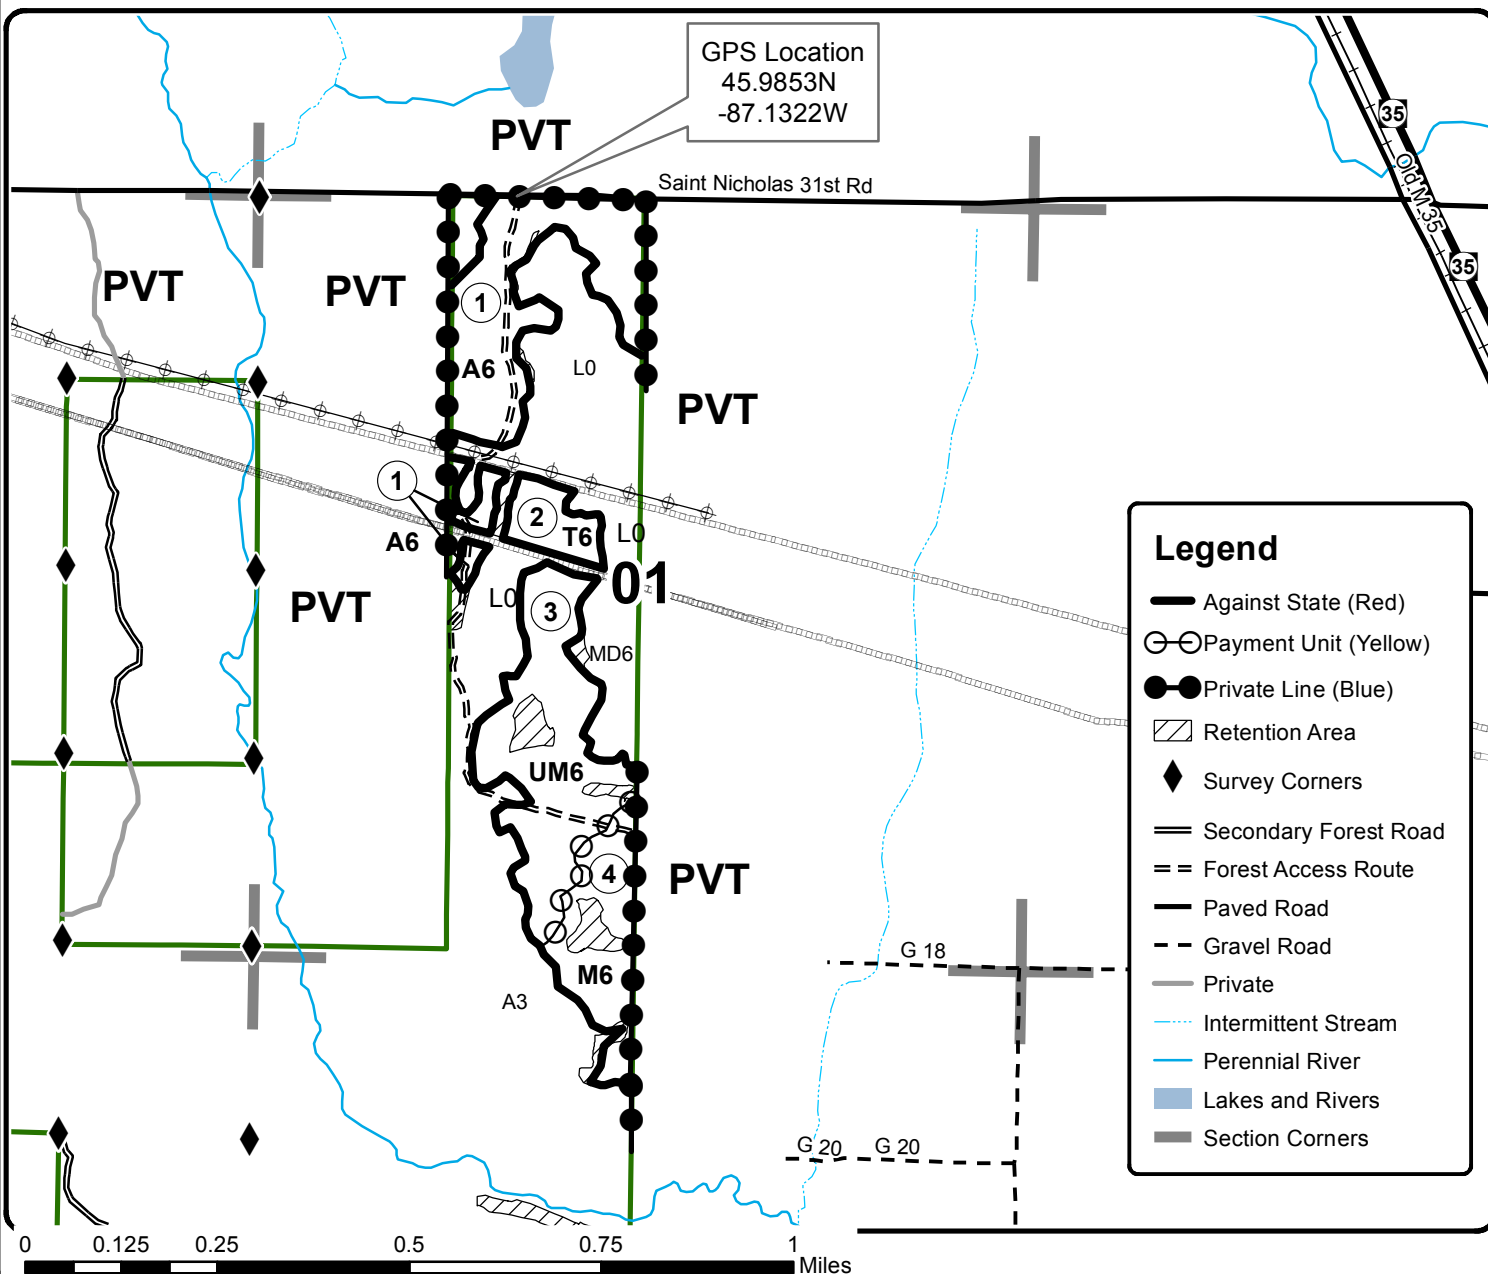 GPS Location
45.9853N
-87.1322W
PVT
35
Old M 35
Saint Nicholas 31st Rd
35
PVT
PVT
1
A6
L0
PVT
1
2
T6
L0
A6
01
PVT
L0
3
MD6
UM6
4
PVT
M6
A3
G 18
G 20
G 20
Legend
Against State (Red)
Payment Unit (Yellow)
Private Line (Blue)
Retention Area
Survey Corners
Secondary Forest Road
Forest Access Route
Paved Road
Gravel Road
Private
Intermittent Stream
Perennial River
Lakes and Rivers
Section Corners
0 0.125 0.25 0.5 0.75 1
Miles